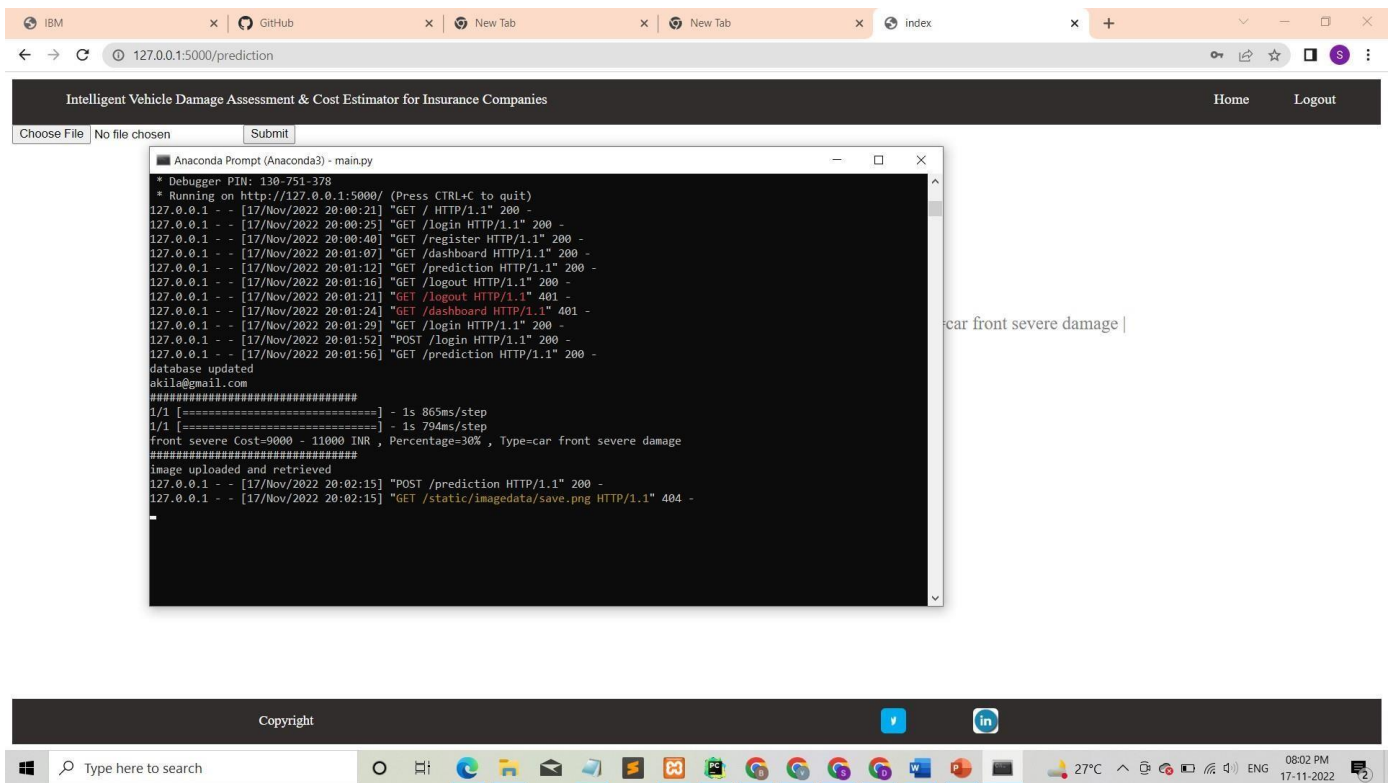 IBM GitHub New Tab New Tab index
127.0.0.1:5000/prediction S
Intelligent Vehicle Damage Assessment & Cost Estimator for Insurance Companies Home Logout
Choose File No file chosen Submit
Anaconda Prompt (Anaconda3) - main.py
* Debugger PIN: 130-751-378
* Running on http://127.0.0.1:5000/ (Press CTRL+C to quit)
127.0.0.1 - - [17/Nov/2022 20:00:21] "GET / HTTP/1.1" 200 -
127.0.0.1 - - [17/Nov/2022 20:00:25] "GET /login HTTP/1.1" 200 -
127.0.0.1 - - [17/Nov/2022 20:00:40] "GET /register HTTP/1.1" 200 -
127.0.0.1 - - [17/Nov/2022 20:01:07] "GET /dashboard HTTP/1.1" 200 -
127.0.0.1 - - [17/Nov/2022 20:01:12] "GET /prediction HTTP/1.1" 200 -
127.0.0.1 - - [17/Nov/2022 20:01:16] "GET /logout HTTP/1.1" 200 -
127.0.0.1 - - [17/Nov/2022 20:01:21] "GET /logout HTTP/1.1" 401 -
127.0.0.1 - - [17/Nov/2022 20:01:24] "GET /dashboard HTTP/1.1" 401 -
127.0.0.1 - - [17/Nov/2022 20:01:29] "GET /login HTTP/1.1" 200 -
127.0.0.1 - - [17/Nov/2022 20:01:52] "POST /login HTTP/1.1" 200 -
127.0.0.1 - - [17/Nov/2022 20:01:56] "GET /prediction HTTP/1.1" 200 -
database updated
akila@gmail.com
################################
1/1 [==============================] - 1s 865ms/step
1/1 [==============================] - 1s 794ms/step
front severe Cost=9000 - 11000 INR , Percentage=30% , Type=car front severe damage
################################
image uploaded and retrieved
127.0.0.1 - - [17/Nov/2022 20:02:15] "POST /prediction HTTP/1.1" 200 -
127.0.0.1 - - [17/Nov/2022 20:02:15] "GET /static/imagedata/save.png HTTP/1.1" 404 -
=car front severe damage |
Copyright in
Type here to search 27°C ENG 08:02 PM
17-11-2022 2